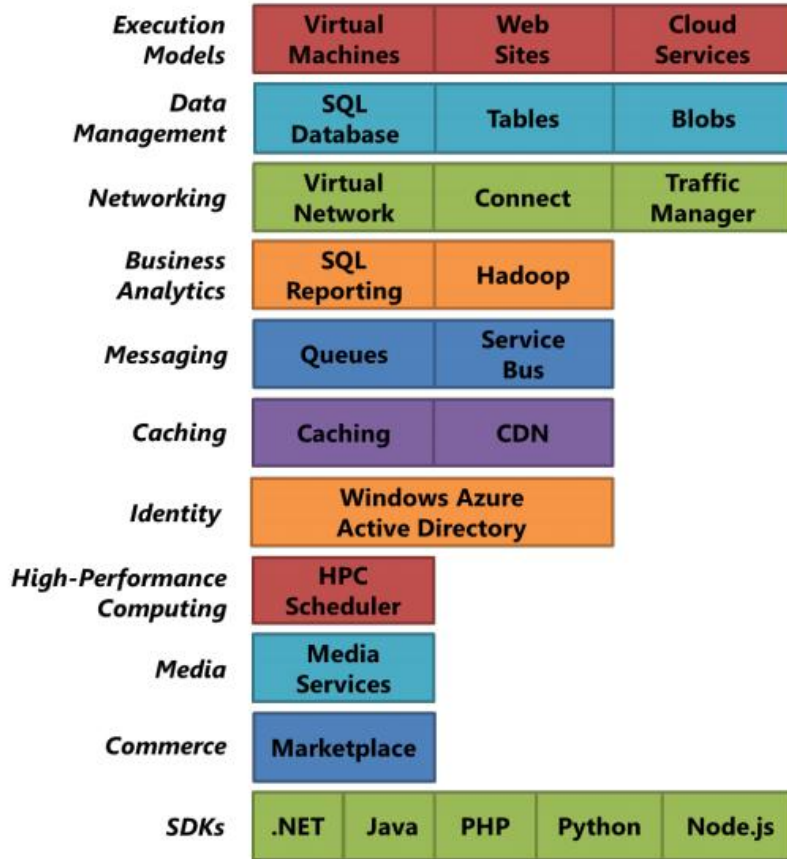 Execution Models
Virtual Machines
Web Sites
Cloud Services
Data Management
SQL Database
Tables
Blobs
Networking
Virtual Network
Connect
Traffic Manager
Business Analytics
SQL Reporting
Hadoop
Messaging
Queues
Service Bus
Caching
Caching
CDN
Identity
Windows Azure Active Directory
High-Performance Computing
HPC Scheduler
Media
Media Services
Commerce
Marketplace
SDKs
.NET
Java
PHP
Python
Node.js